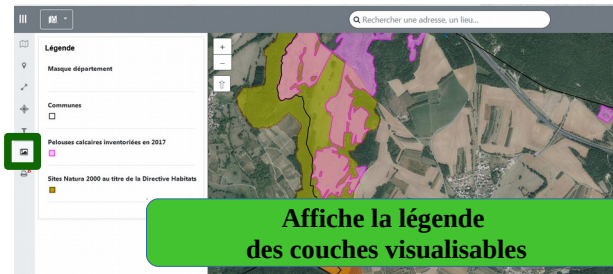 Rechercher une adresse, un lieu...
Légende
Masque département
Communes
Pelouses calcaires inventoriées en 2017
Sites Natura 2000 au titre de la Directive Habitats
Affiche la légende
des couches visualisables